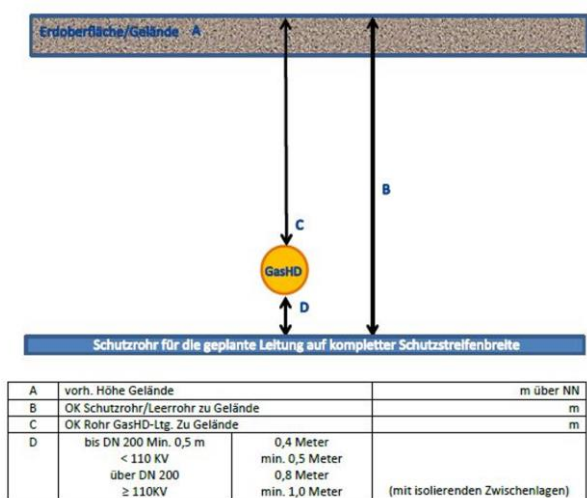 Erdoberfläche/Gelände A
B
C
GasHD
D
Schutzrohr für die geplante Leitung auf kompletter Schutzstreifenbreite
A vorh. Höhe Gelände m über NN
B OK Schutzrohr/Leerrohr zu Gelände m
C OK Rohr GasHD-Ltg. Zu Gelände m
D bis DN 200 Min. 0,5 m 0,4 Meter
< 110 KV min. 0,5 Meter
über DN 200 0,8 Meter
≥ 110KV min. 1,0 Meter (mit isolierenden Zwischenlagen)